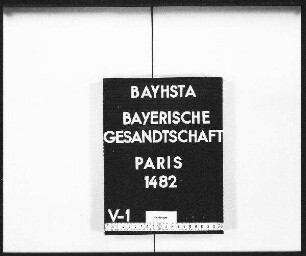 BAYHSTA
BAYERISCHE
GESANDTSCHAFT
PARIS
1482
V-1